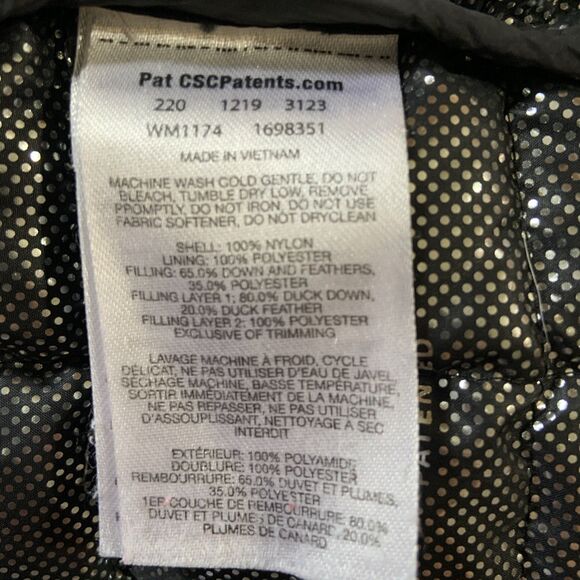 Pat CSCPatents.com
220 1219 3123
WM1174 1698351
MADE IN VIETNAM
MACHINE WASH COLD GENTLE, DO NOT
BLEACH, TUMBLE DRY LOW, REMOVE
PROMPTLY, DO NOT IRON, DO NOT USE
FABRIC SOFTENER, DO NOT DRYCLEAN
SHELL: 100% NYLON
LINING: 100% POLYESTER
FILLING: 65.0% DOWN AND FEATHERS,
35.0% POLYESTER
FILLING LAYER 1: 80.0% DUCK DOWN,
20.0% DUCK FEATHER
FILLING LAYER 2: 100% POLYESTER
EXCLUSIVE OF TRIMMING
LAVAGE MACHINE À FROID, CYCLE
DÉLICAT, NE PAS UTILISER D'EAU DE JAVEL
SÉCHAGE MACHINE, BASSE TEMPÉRATURE,
SORTIR IMMÉDIATEMENT DE LA MACHINE,
NE PAS REPASSER, NE PAS UTILISER
D'ASSOUPLISSANT, NETTOYAGE À SEC
INTERDIT
EXTÉRIEUR: 100% POLYAMIDE
DOUBLURE: 100% POLYESTER
REMBOURRURE: 65.0% DUVET ET PLUMES,
35.0% POLYESTER
1ER COUCHE DE REMBOURRURE: 80.0%
DUVET ET PLUMES DE CANARD, 20.0%
PLUMES DE CANARD
PATENTED